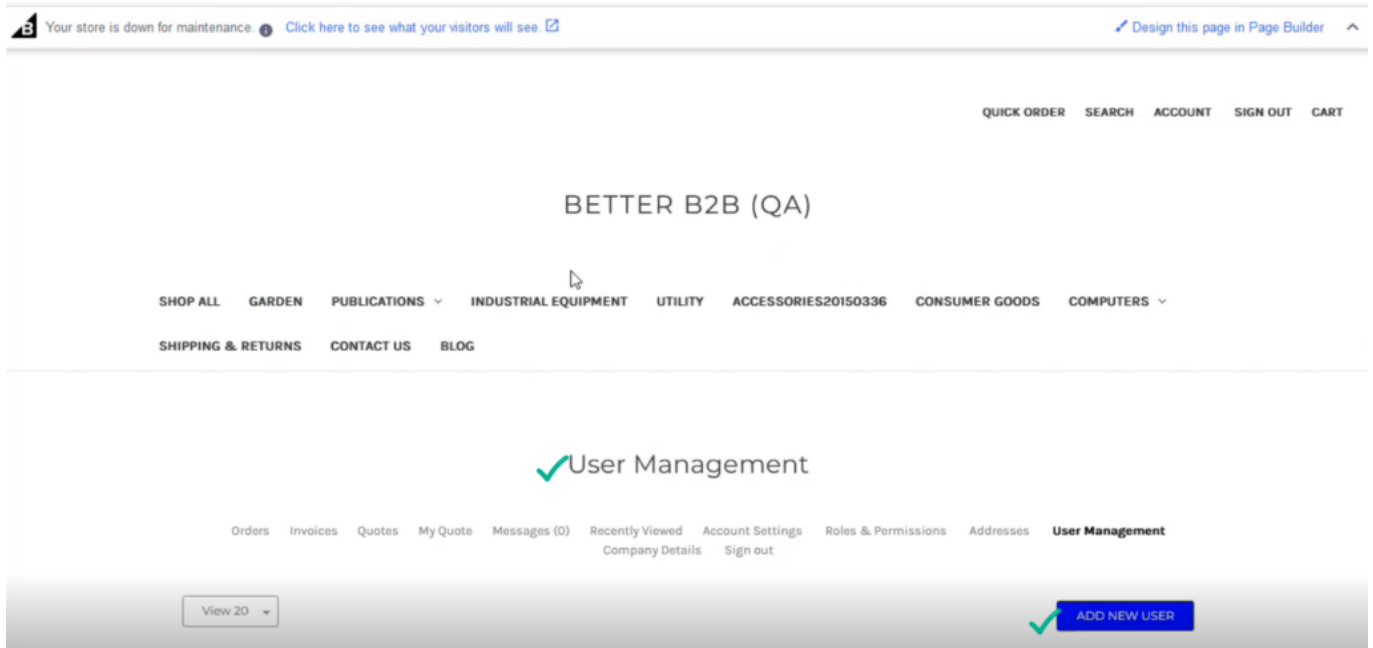 Your store is down for maintenance. Click here to see what your visitors will see. Design this page in Page Builder
QUICK ORDER SEARCH ACCOUNT SIGN OUT CART
BETTER B2B (QA)
SHOP ALL GARDEN PUBLICATIONS INDUSTRIAL EQUIPMENT UTILITY ACCESSORIES20150336 CONSUMER GOODS COMPUTERS
SHIPPING & RETURNS CONTACT US BLOG
User Management
Orders Invoices Quotes My Quote Messages (0) Recently Viewed Account Settings Roles & Permissions Addresses User Management
Company Details Sign out
View 20 ADD NEW USER